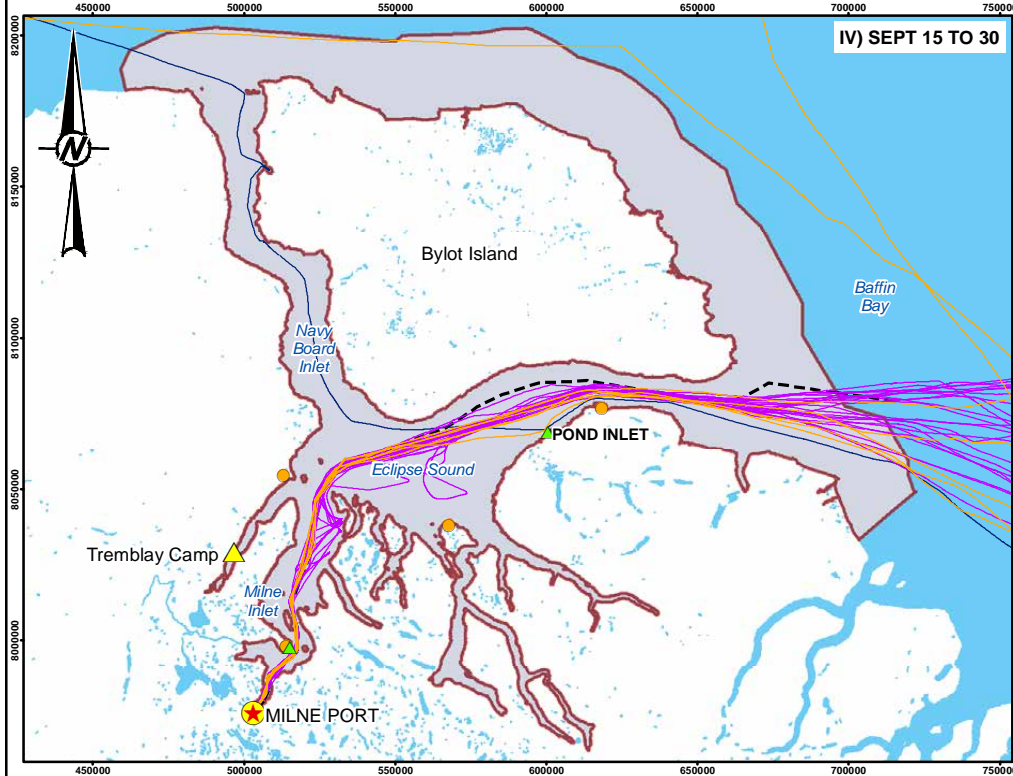 450000 500000 550000 600000 650000 700000 750000
8200000
IV) SEPT 15 TO 30
N
8150000
Bylot Island
Baffin
Bay
Navy
Board
Inlet
8100000
POND INLET
Eclipse Sound
8050000
Tremblay Camp
Milne
Inlet
8000000
MILNE PORT
450000 500000 550000 600000 650000 700000 750000